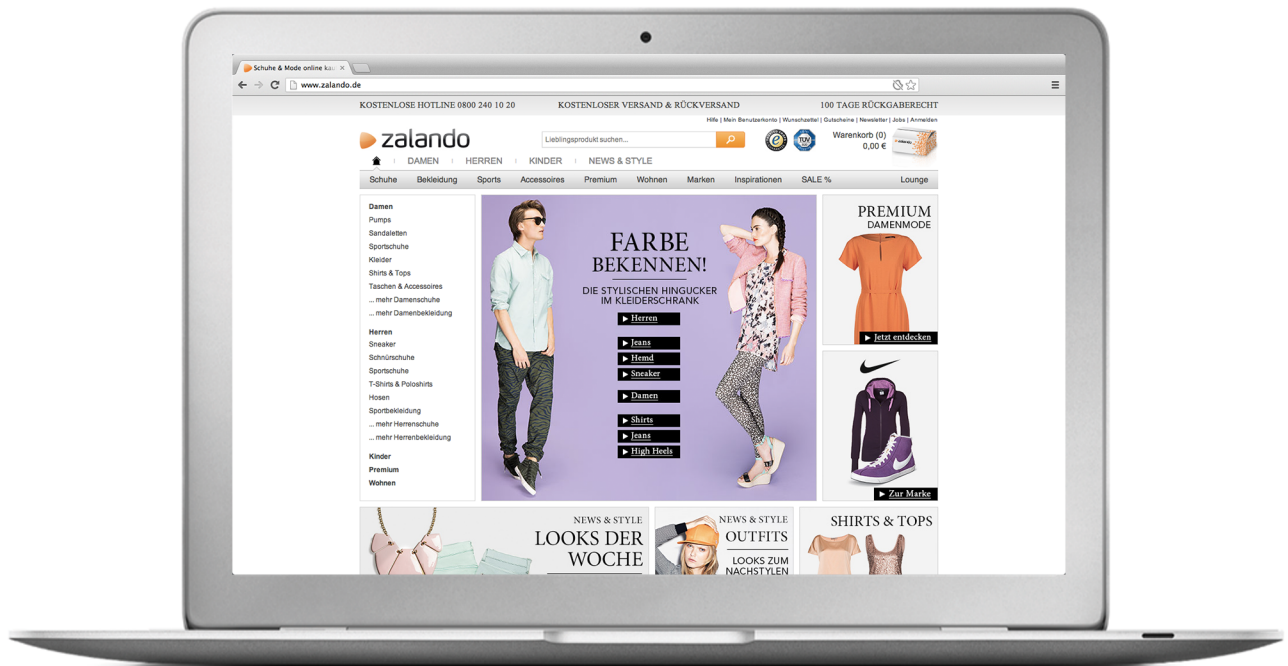 Schuhe & Mode online kau
www.zalando.de
KOSTENLOSE HOTLINE 0800 240 10 20 KOSTENLOSER VERSAND & RÜCKVERSAND 100 TAGE RÜCKGABERECHT
Hilfe | Mein Benutzerkonto | Wunschzettel | Gutscheine | Newsletter | Jobs | Anmelden
zalando
Lieblingsprodukt suchen...
TÜV
Warenkorb (0)
0,00 €
zalando
DAMEN HERREN KINDER NEWS & STYLE
Schuhe Bekleidung Sports Accessoires Premium Wohnen Marken Inspirationen SALE % Lounge
Damen
Pumps
Sandaletten
Sportschuhe
Kleider
Shirts & Tops
Taschen & Accessoires
... mehr Damenschuhe
... mehr Damenbekleidung
Herren
Sneaker
Schnürschuhe
Sportschuhe
T-Shirts & Poloshirts
Hosen
Sportbekleidung
... mehr Herrenschuhe
... mehr Herrenbekleidung
Kinder
Premium
Wohnen
FARBE
BEKENNEN!
DIE STYLISCHEN HINGUCKER
IM KLEIDERSCHRANK
Herren
Jeans
Hemd
Sneaker
Damen
Shirts
Jeans
High Heels
PREMIUM
DAMENMODE
Jetzt entdecken
Zur Marke
NEWS & STYLE
LOOKS DER
WOCHE
NEWS & STYLE
OUTFITS
LOOKS ZUM
NACHSTYLEN
SHIRTS & TOPS